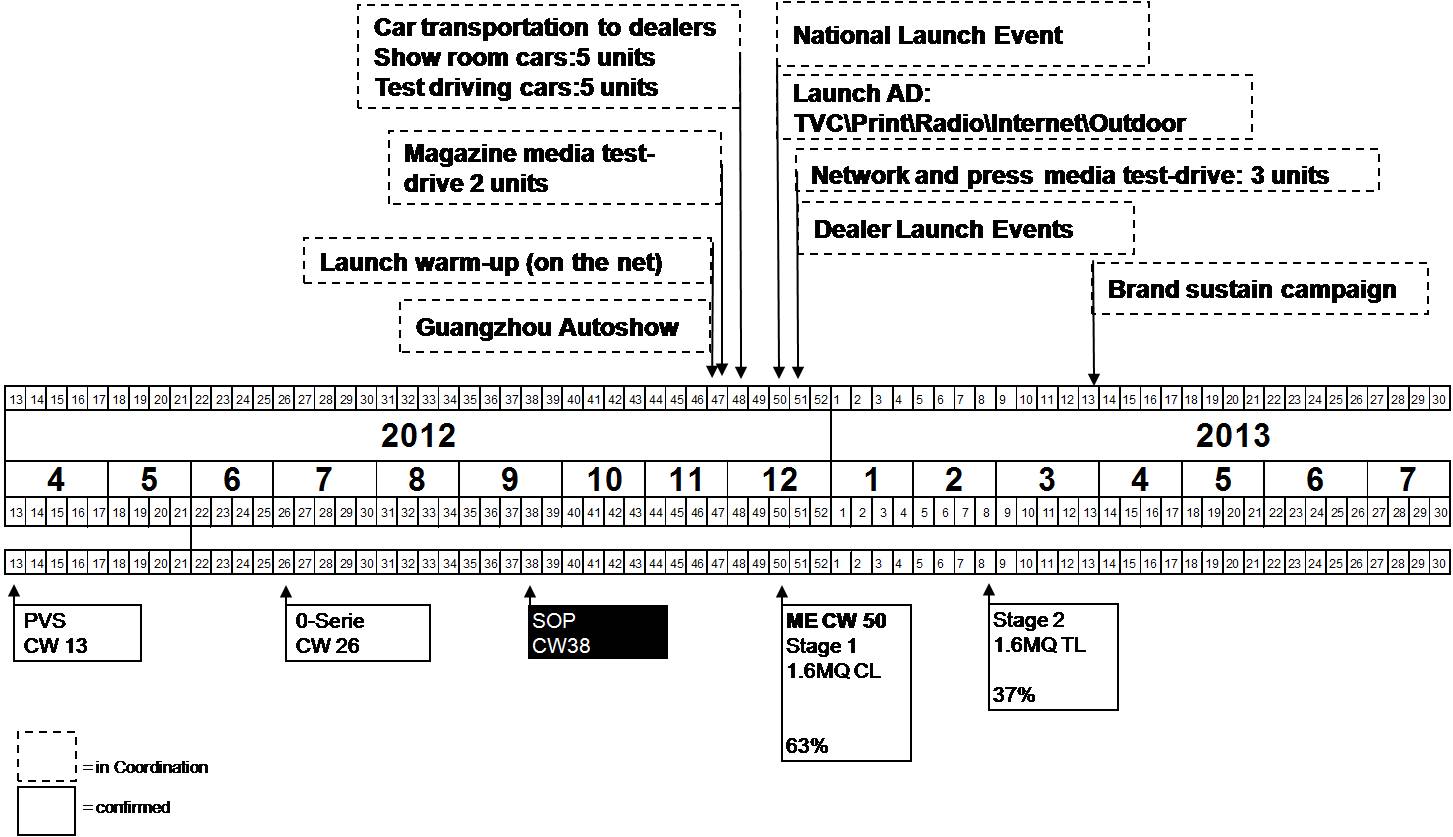 Car transportation to dealers
Show room cars:5 units
Test driving cars:5 units
National Launch Event
Launch AD:
TVC\Print\Radio\Internet\Outdoor
Magazine media test-
drive 2 units
Network and press media test-drive: 3 units
Dealer Launch Events
Launch warm-up (on the net)
Brand sustain campaign
Guangzhou Autoshow
13 14 15 16 17 18 19 20 21 22 23 24 25 26 27 28 29 30 31 32 33 34 35 36 37 38 39 40 41 42 43 44 45 46 47 48 49 50 51 52 1 2 3 4 5 6 7 8 9 10 11 12 13 14 15 16 17 18 19 20 21 22 23 24 25 26 27 28 29 30
2012 2013
4 5 6 7 8 9 10 11 12 1 2 3 4 5 6 7
13 14 15 16 17 18 19 20 21 22 23 24 25 26 27 28 29 30 31 32 33 34 35 36 37 38 39 40 41 42 43 44 45 46 47 48 49 50 51 52 1 2 3 4 5 6 7 8 9 10 11 12 13 14 15 16 17 18 19 20 21 22 23 24 25 26 27 28 29 30
13 14 15 16 17 18 19 20 21 22 23 24 25 26 27 28 29 30 31 32 33 34 35 36 37 38 39 40 41 42 43 44 45 46 47 48 49 50 51 52 1 2 3 4 5 6 7 8 9 10 11 12 13 14 15 16 17 18 19 20 21 22 23 24 25 26 27 28 29 30
PVS
CW 13
0-Serie
CW 26
SOP
CW38
ME CW 50
Stage 1
1.6MQ CL
63%
Stage 2
1.6MQ TL
37%
=in Coordination
=confirmed